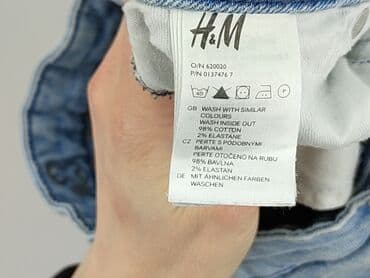 H&M
O/N 620020
P/N 0137476 7
40 P
GB WASH WITH SIMILAR
COLOURS
WASH INSIDE OUT
98% COTTON
2% ELASTANE
CZ PERTE S PODOBNÝMI
BARVAMI
PERTE OTOČENO NA RUBU
98% BAVLNA
2% ELASTAN
DE MIT ÄHNLICHEN FARBEN
WASCHEN